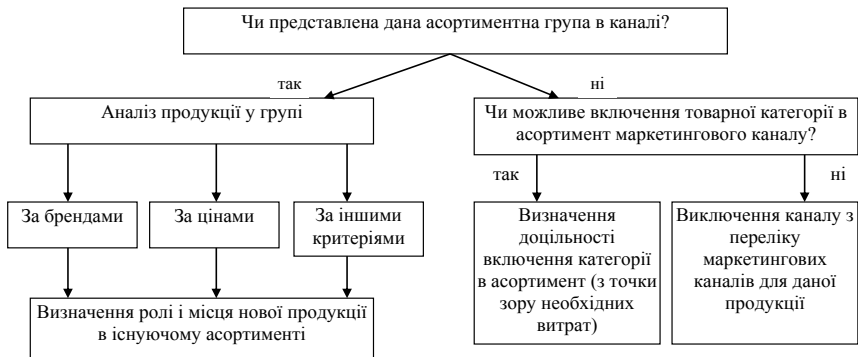 Чи представлена дана асортиментна група в каналі?
так
ні
Аналіз продукції у групі
Чи можливе включення товарної категорії в
асортимент маркетингового каналу?
так
ні
За брендами
За цінами
За іншими
критеріями
Визначення
доцільності
включення категорії
в асортимент (з точки
зору необхідних
витрат)
Виключення каналу з
переліку
маркетингових
каналів для даної
продукції
Визначення ролі і місця нової продукції
в існуючому асортименті